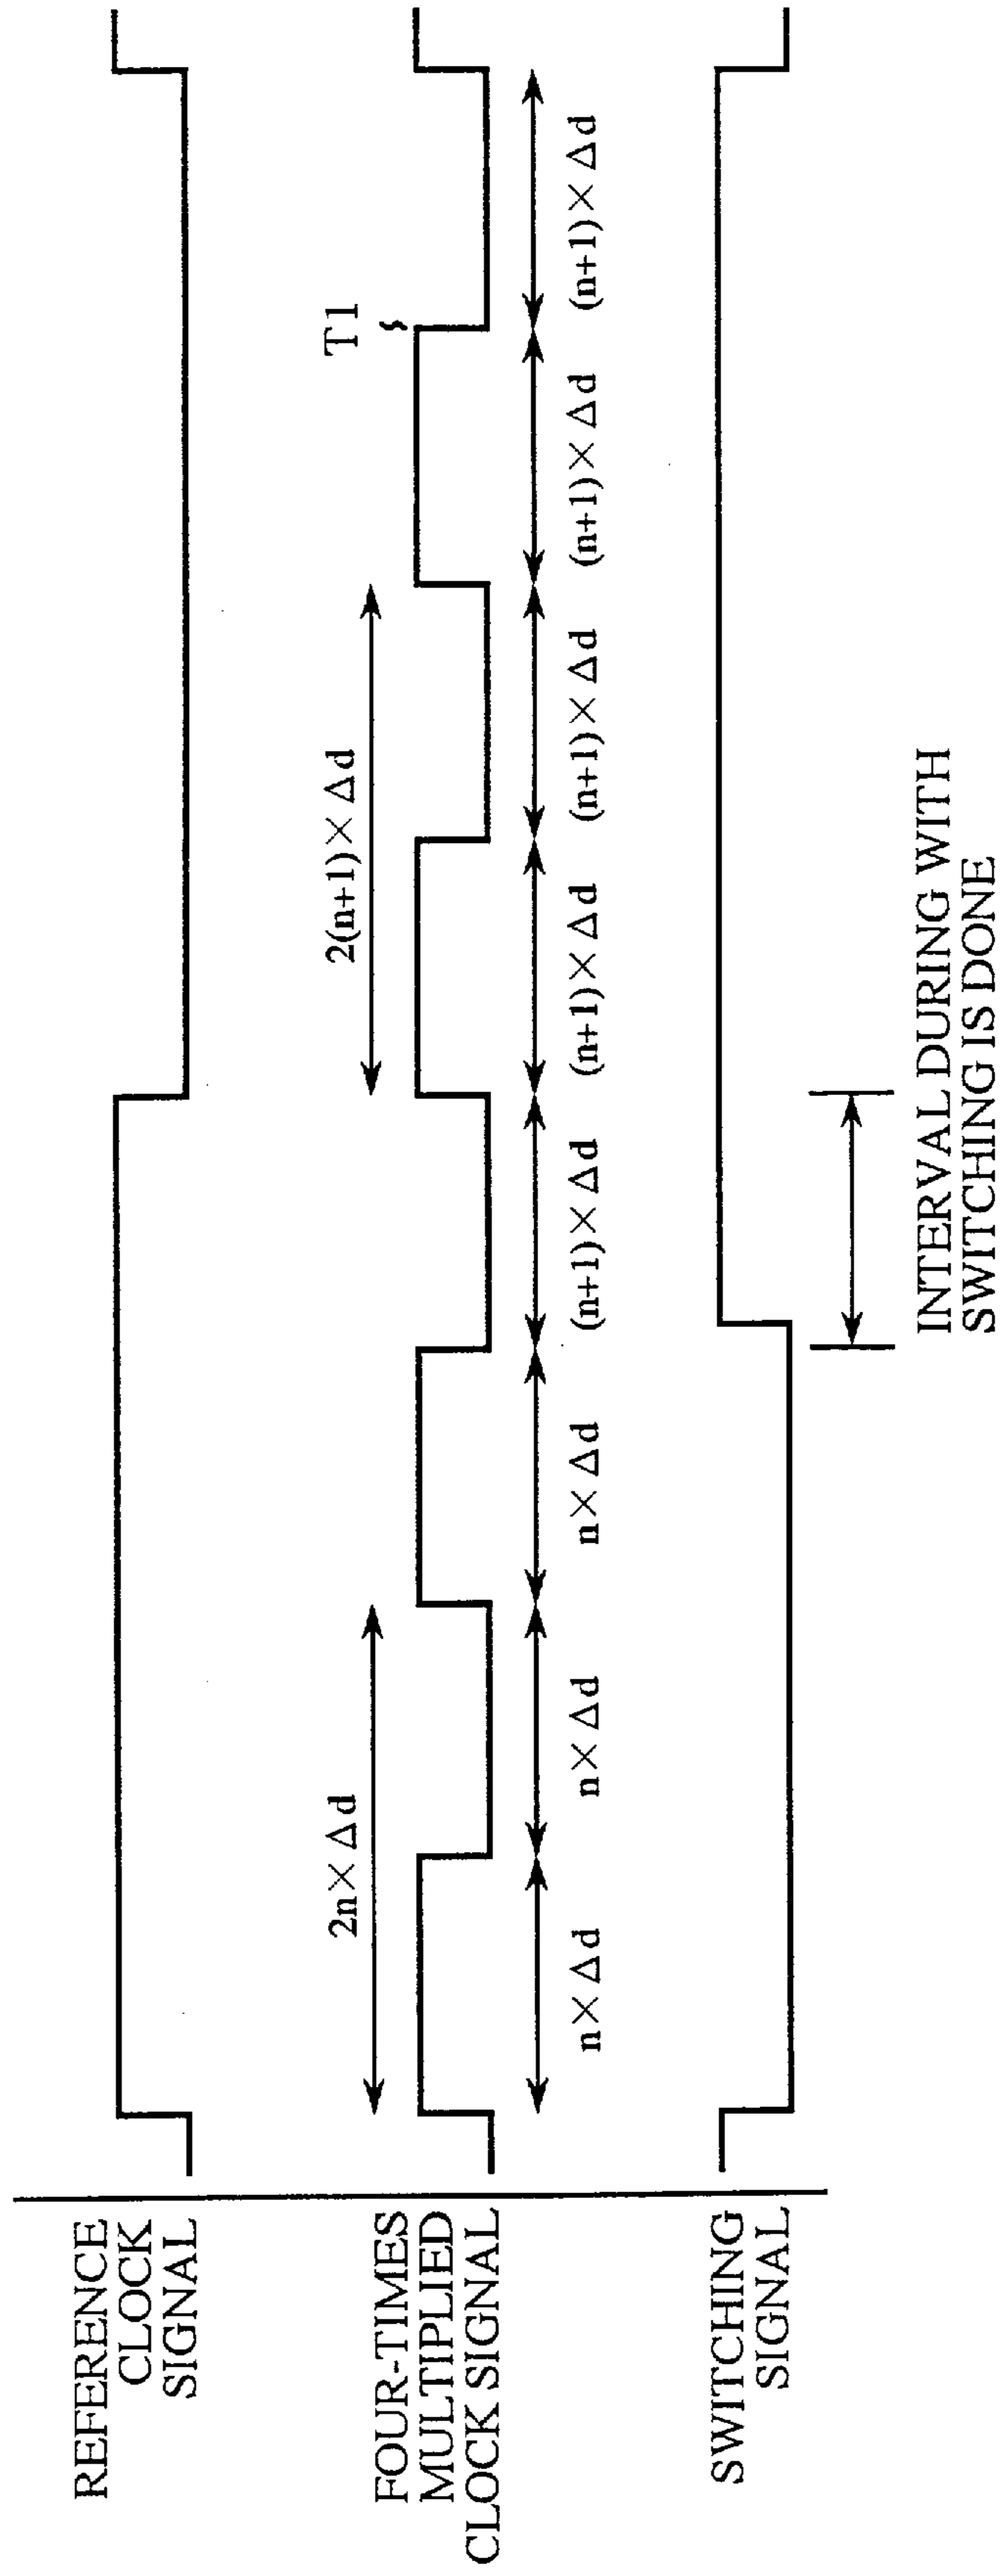 REFERENCE
CLOCK
SIGNAL
FOUR-TIMES
MULTIPLIED
CLOCK SIGNAL
2n×Δd
2(n+1)×Δd
T1
n×Δd
n×Δd
n×Δd
(n+1)×Δd
(n+1)×Δd
(n+1)×Δd
(n+1)×Δd
(n+1)×Δd
SWITCHING
SIGNAL
INTERVAL DURING WITH
SWITCHING IS DONE